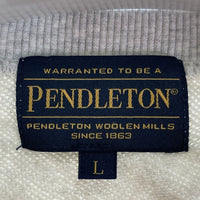 WARRANTED TO BE A
PENDLETON®
PENDLETON WOOLEN MILLS
SINCE 1863
L